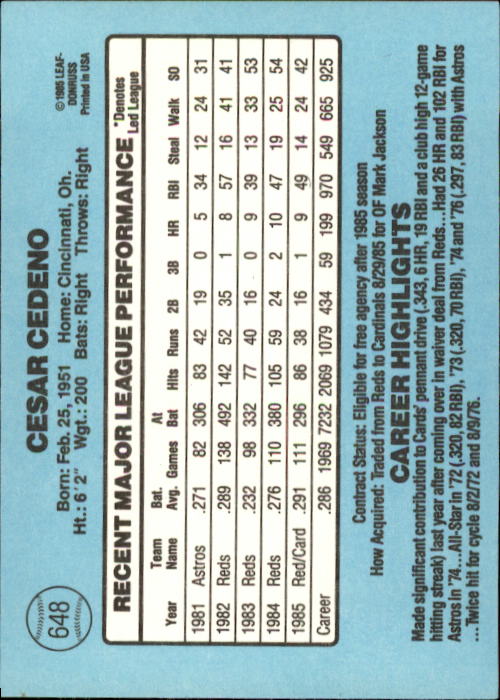 648
CESAR CEDENO
© 1985 LEAF-
DONRUSS
Printed in USA
Born: Feb. 25, 1951 Home: Cincinnati, Oh.
Ht.: 6'2" Wgt.: 200 Bats: Right Throws: Right
RECENT MAJOR LEAGUE PERFORMANCE *Denotes
Led League
Team Bat. At
Year Name Avg. Games Bat Hits Runs 2B 3B HR RBI Steal Walk SO
1981 Astros .271 82 306 83 42 19 0 5 34 12 24 31
1982 Reds .289 138 492 142 52 35 1 8 57 16 41 41
1983 Reds .232 98 332 77 40 16 0 9 39 13 33 53
1984 Reds .276 110 380 105 59 24 2 10 47 19 25 54
1985 Red/Card .291 111 296 86 38 16 1 9 49 14 24 42
Career .286 1969 7232 2069 1079 434 59 199 970 549 665 925
Contract Status: Eligible for free agency after 1985 season
How Acquired: Traded from Reds to Cardinals 8/29/85 for OF Mark Jackson
CAREER HIGHLIGHTS
Made significant contribution to Cards' pennant drive (.343, 6 HR, 19 RBI and a club high 12-game
hitting streak) last year after coming over in waiver deal from Reds...Had 26 HR and 102 RBI for
Astros in '74...All-Star in '72 (.320, 82 RBI), '73 (.320, 70 RBI), '74 and '76 (.297, 83 RBI) with Astros
...Twice hit for cycle 8/2/72 and 8/9/76.